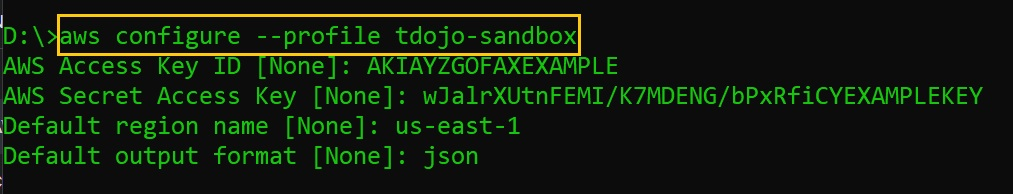 D:\>aws configure --profile tdojo-sandbox
AWS Access Key ID [None]: AKIAYZGOFAXEXAMPLE
AWS Secret Access Key [None]: wJalrXUtnFEMI/K7MDENG/bPxRfiCYEXAMPLEKEY
Default region name [None]: us-east-1
Default output format [None]: json